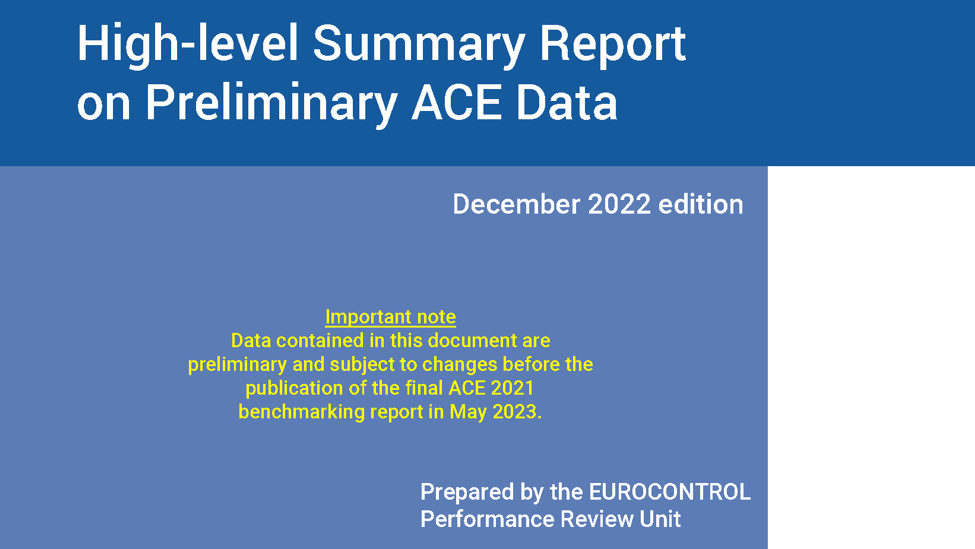 High-level Summary Report
on Preliminary ACE Data
December 2022 edition
Important note
Data contained in this document are
preliminary and subject to changes before the
publication of the final ACE 2021
benchmarking report in May 2023.
Prepared by the EUROCONTROL
Performance Review Unit